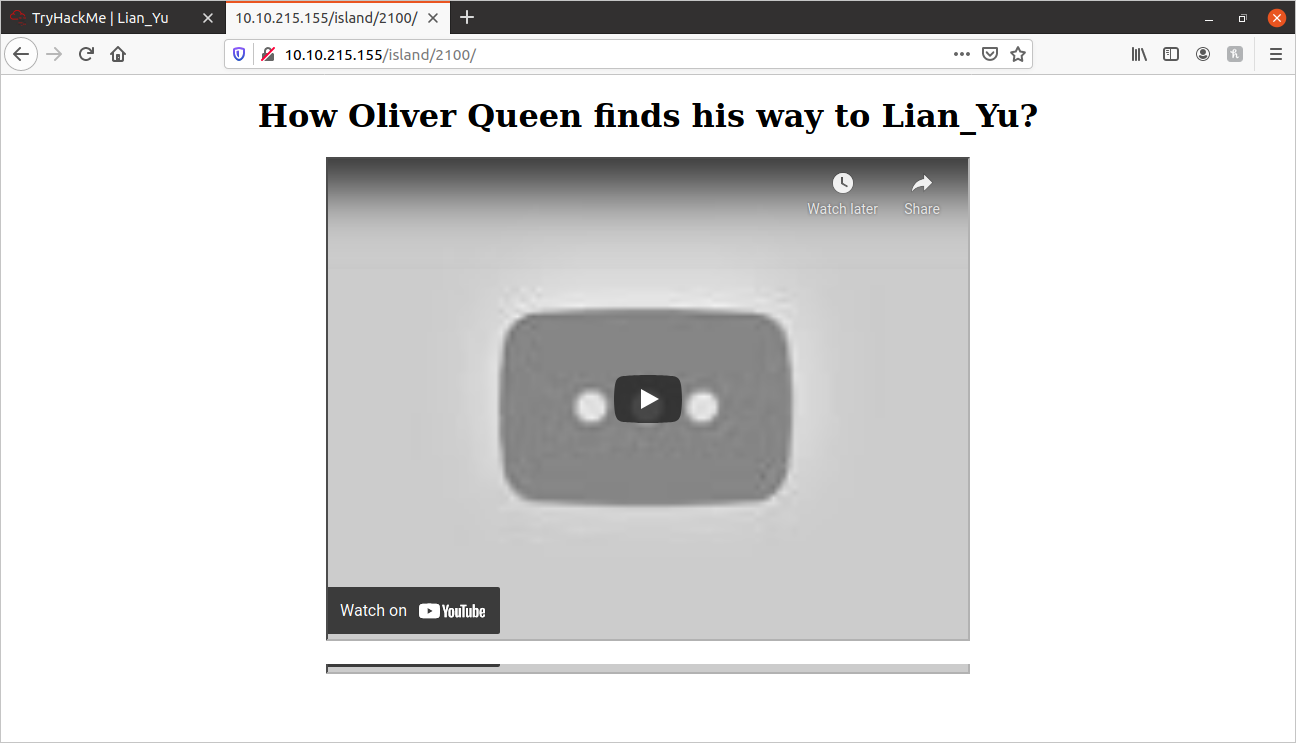 TryHackMe | Lian_Yu
10.10.215.155/island/2100/
10.10.215.155/island/2100/
How Oliver Queen finds his way to Lian_Yu?
Watch later
Share
Watch on YouTube